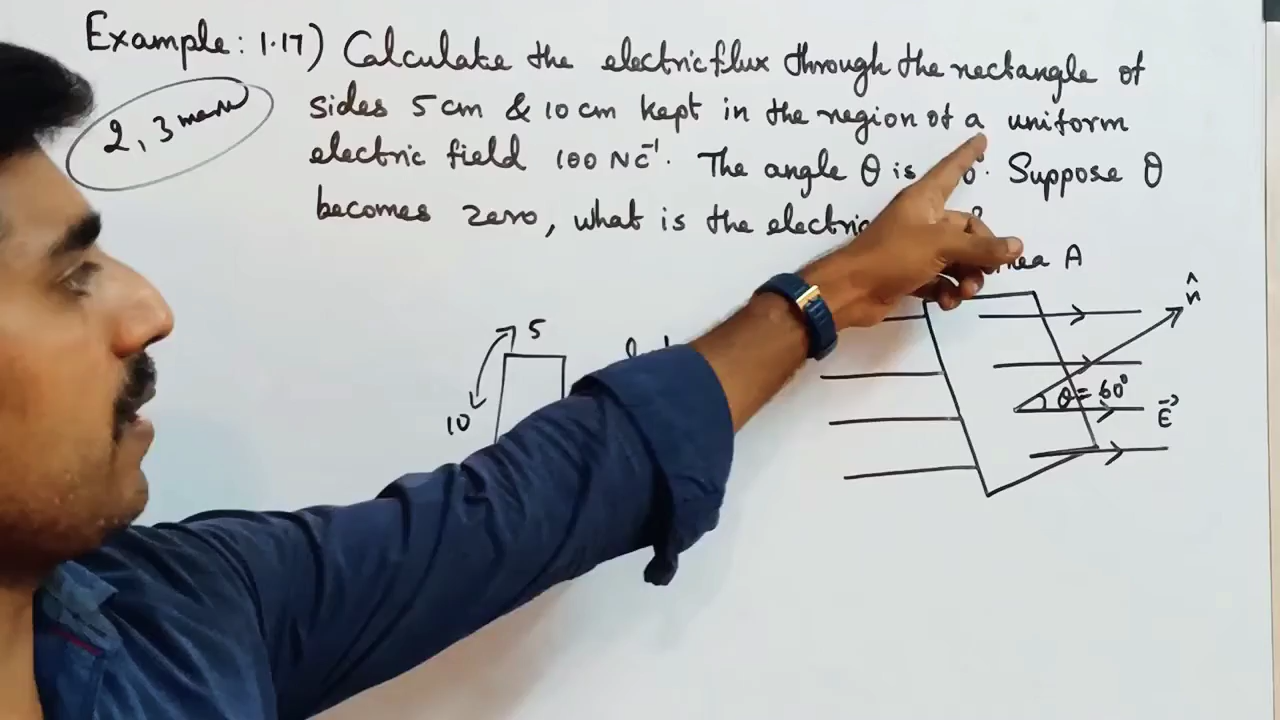 Example: 1.17) Calculate the electric flux through the rectangle of
2, 3 mark
sides 5 cm & 10 cm kept in the region of a uniform
electric field 100 NC⁻¹. The angle θ is 0°. Suppose θ
becomes zero, what is the electric ?
Area A
n̂
5
10
θ = 60°
E⃗